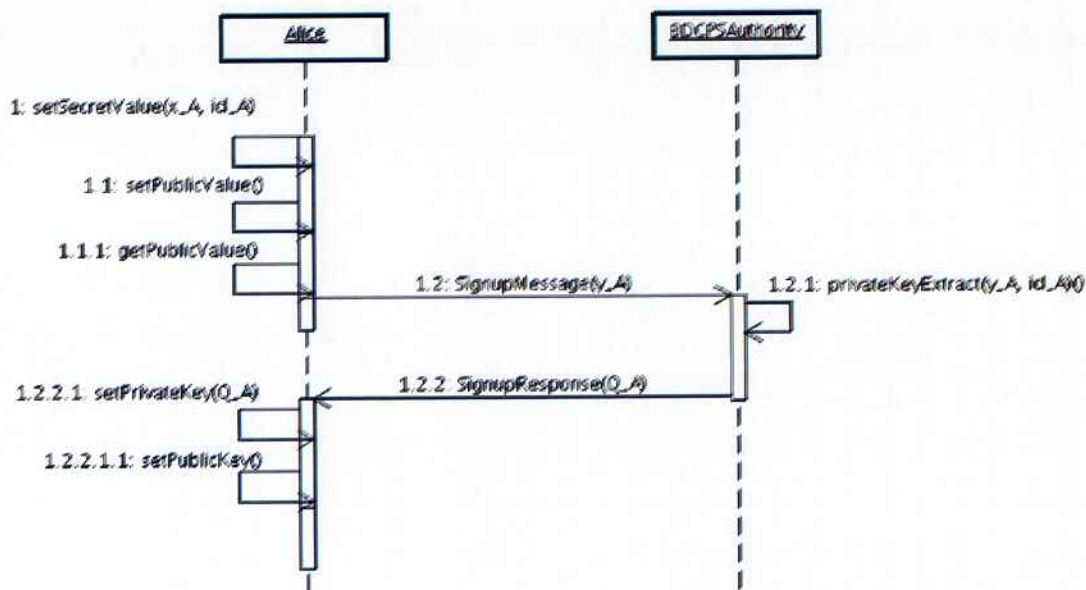 Alice
BDCPSAuthority
1: setSecretValue(x_A, id_A)
1.1: setPublicValue()
1.1.1: getPublicValue()
1.2: SignupMessage(y_A)
1.2.1: privateKeyExtract(y_A, id_A)()
1.2.2: SignupResponse(Q_A)
1.2.2.1: setPrivateKey(Q_A)
1.2.2.1.1: setPublicKey()